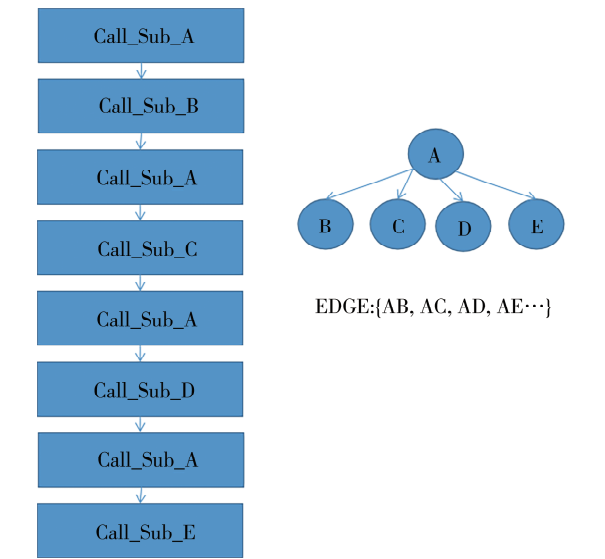 Call_Sub_A
Call_Sub_B
Call_Sub_A
Call_Sub_C
Call_Sub_A
Call_Sub_D
Call_Sub_A
Call_Sub_E
A
B C D E
EDGE:{AB, AC, AD, AE⋯}